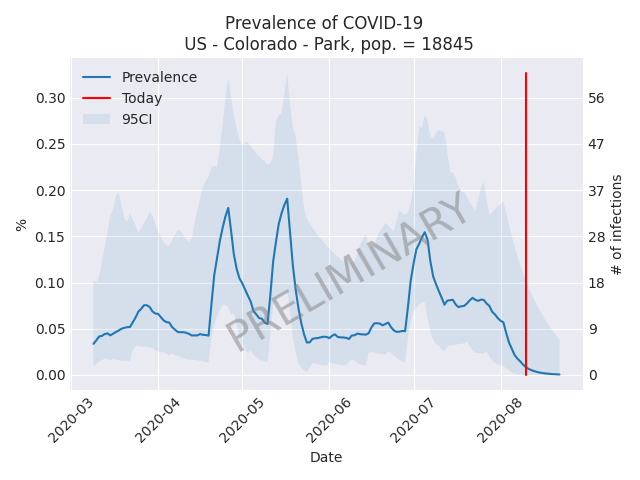 Prevalence of COVID-19
US - Colorado - Park, pop. = 18845
Prevalence
Today
95CI
0.30
0.25
0.20
0.15
0.10
0.05
0.00
%
56
47
37
28
18
9
0
# of infections
PRELIMINARY
2020-03
2020-04
2020-05
2020-06
2020-07
2020-08
Date